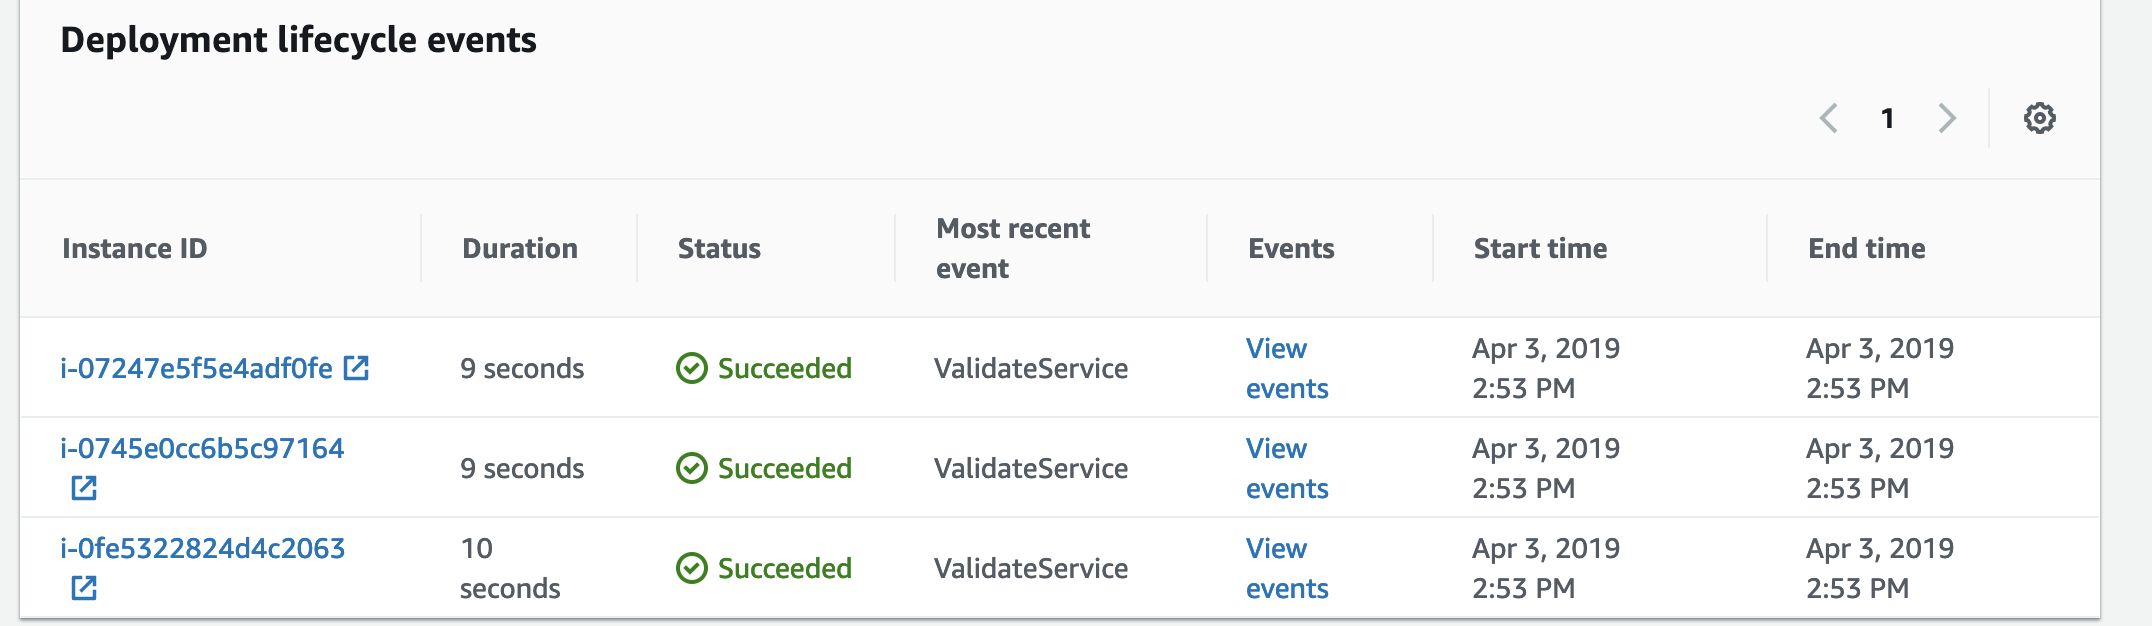 Deployment lifecycle events
1
Instance ID
Duration
Status
Most recent
event
Events
Start time
End time
i-07247e5f5e4adf0fe
9 seconds
Succeeded
ValidateService
View
events
Apr 3, 2019
2:53 PM
Apr 3, 2019
2:53 PM
i-0745e0cc6b5c97164
9 seconds
Succeeded
ValidateService
View
events
Apr 3, 2019
2:53 PM
Apr 3, 2019
2:53 PM
i-0fe5322824d4c2063
10
seconds
Succeeded
ValidateService
View
events
Apr 3, 2019
2:53 PM
Apr 3, 2019
2:53 PM